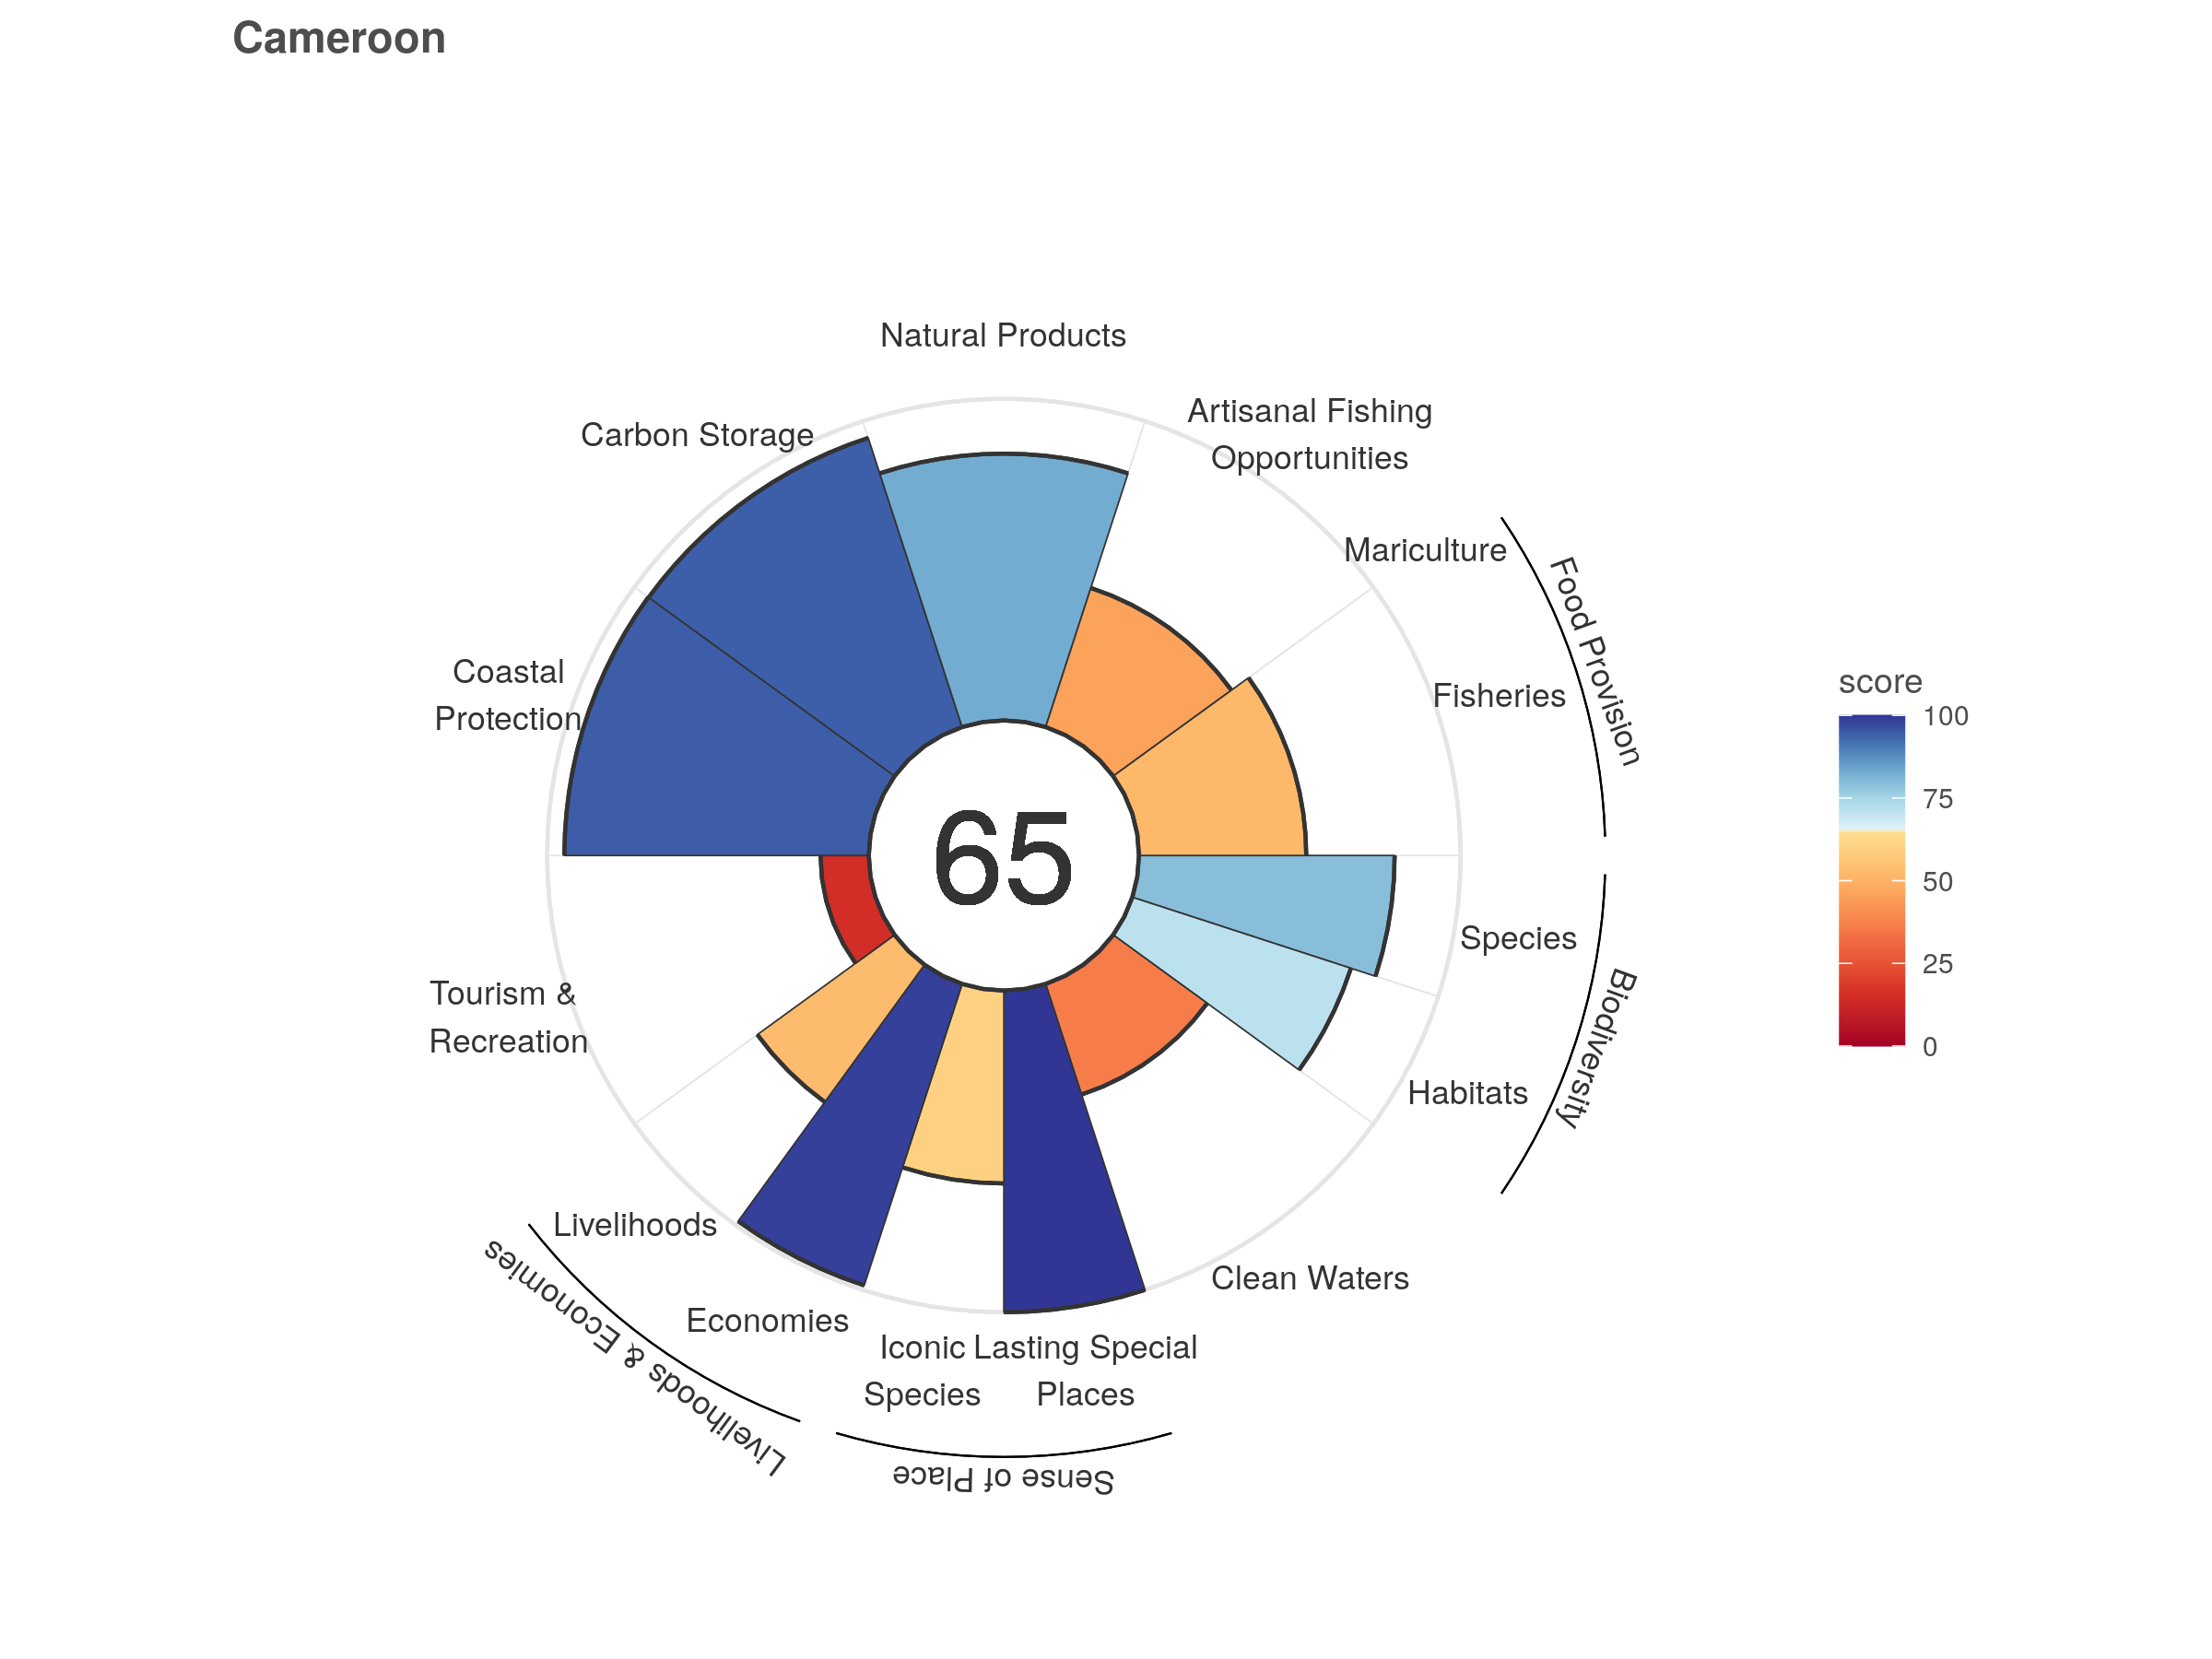 Cameroon
Natural Products
Artisanal Fishing
Opportunities
Carbon Storage
Mariculture
Food Provision
Fisheries
Coastal
Protection
65
Species
Biodiversity
Habitats
Tourism &
Recreation
Livelihoods
Clean Waters
Economies
Livelihoods & Economies
Iconic
Species
Lasting Special
Places
Sense of Place
score
100
75
50
25
0